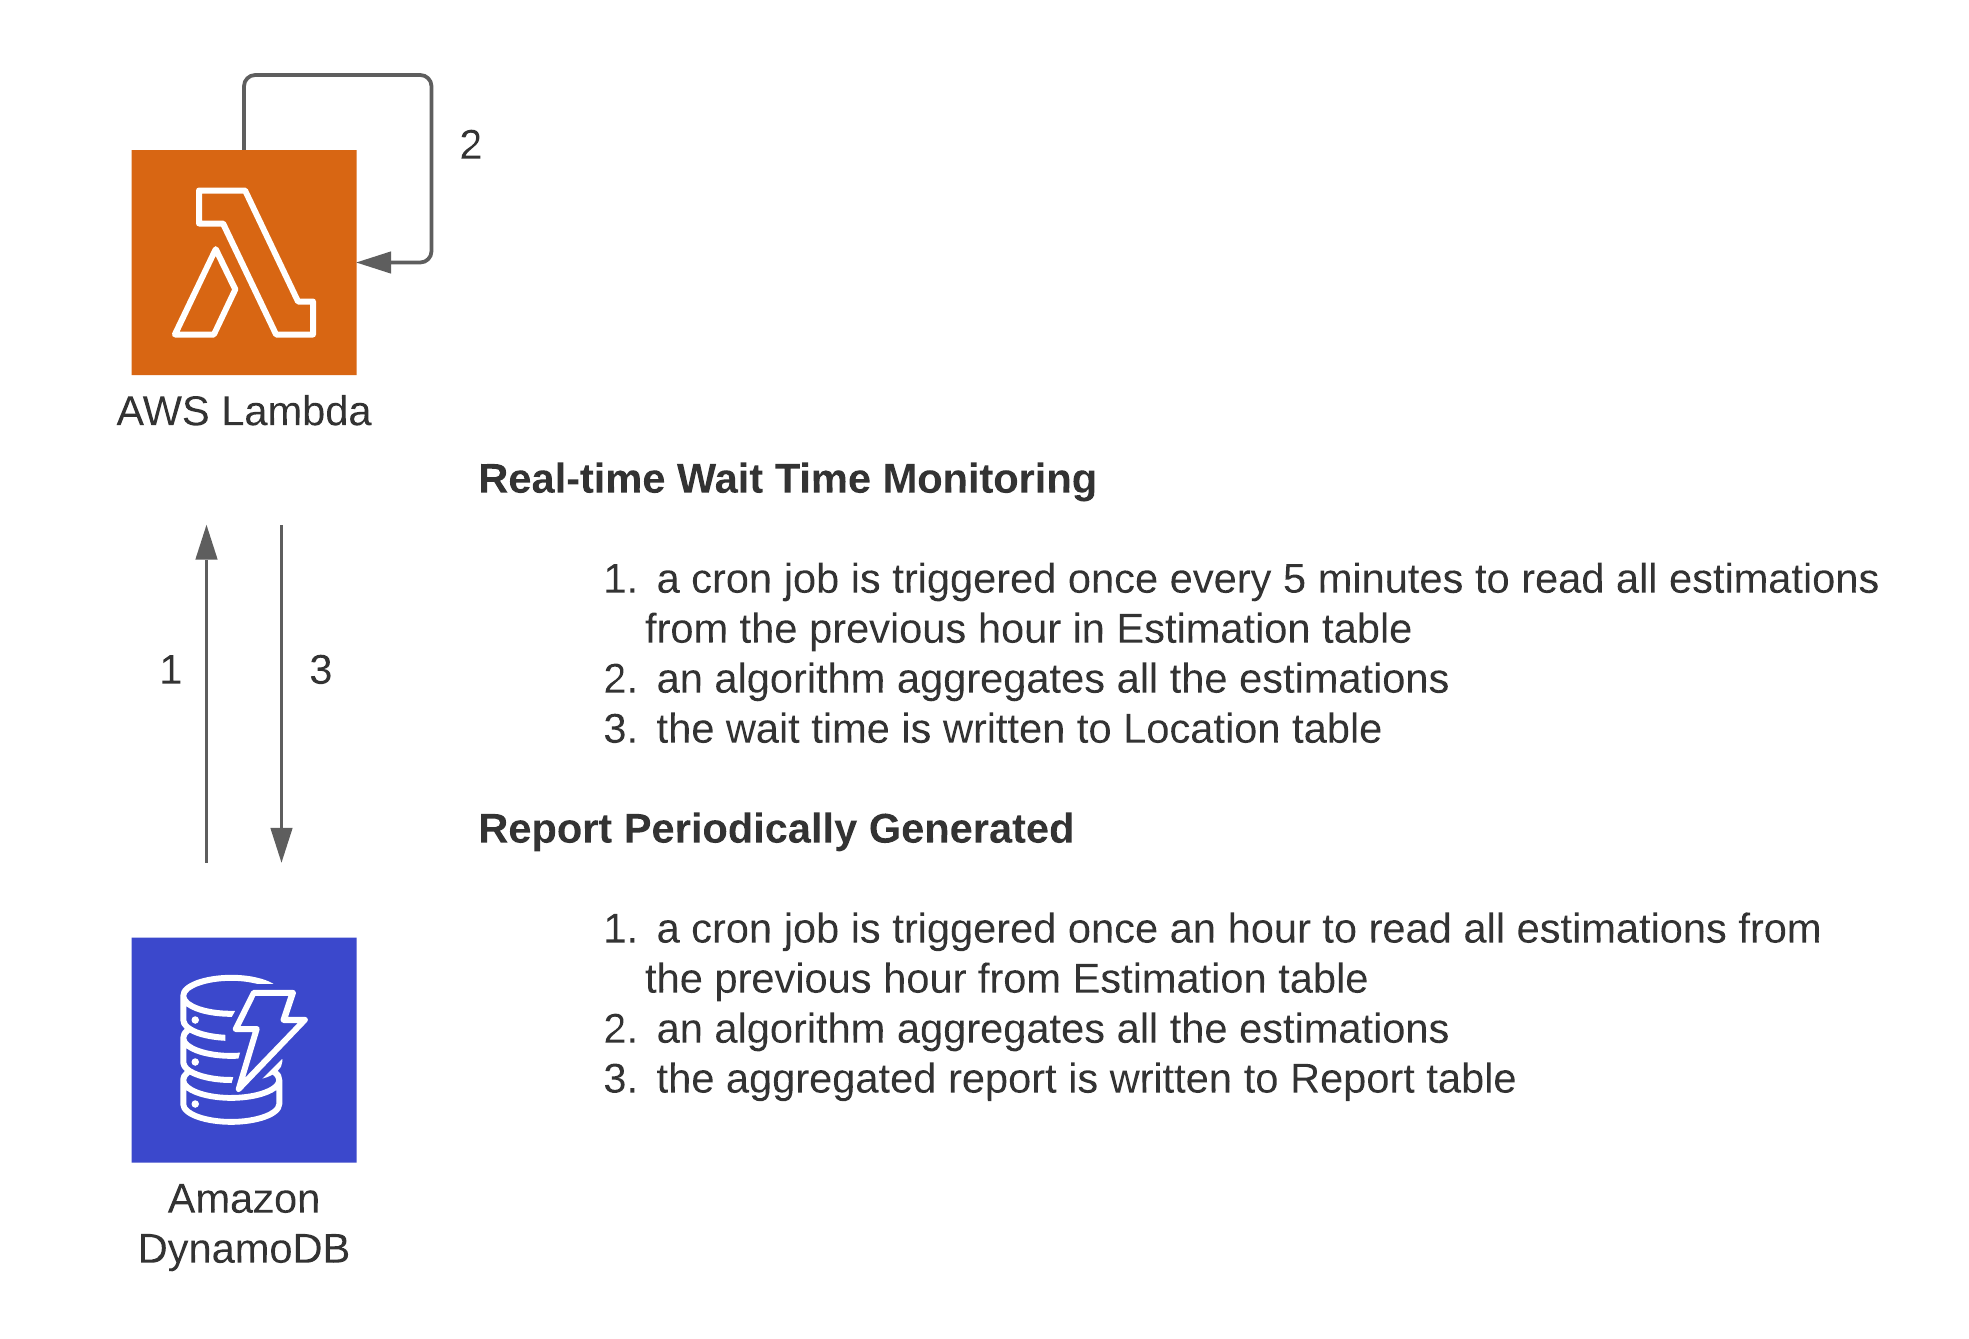 2
AWS Lambda
Real-time Wait Time Monitoring
1. a cron job is triggered once every 5 minutes to read all estimations
from the previous hour in Estimation table
2. an algorithm aggregates all the estimations
3. the wait time is written to Location table
1
3
Report Periodically Generated
1. a cron job is triggered once an hour to read all estimations from
the previous hour from Estimation table
2. an algorithm aggregates all the estimations
3. the aggregated report is written to Report table
Amazon
DynamoDB